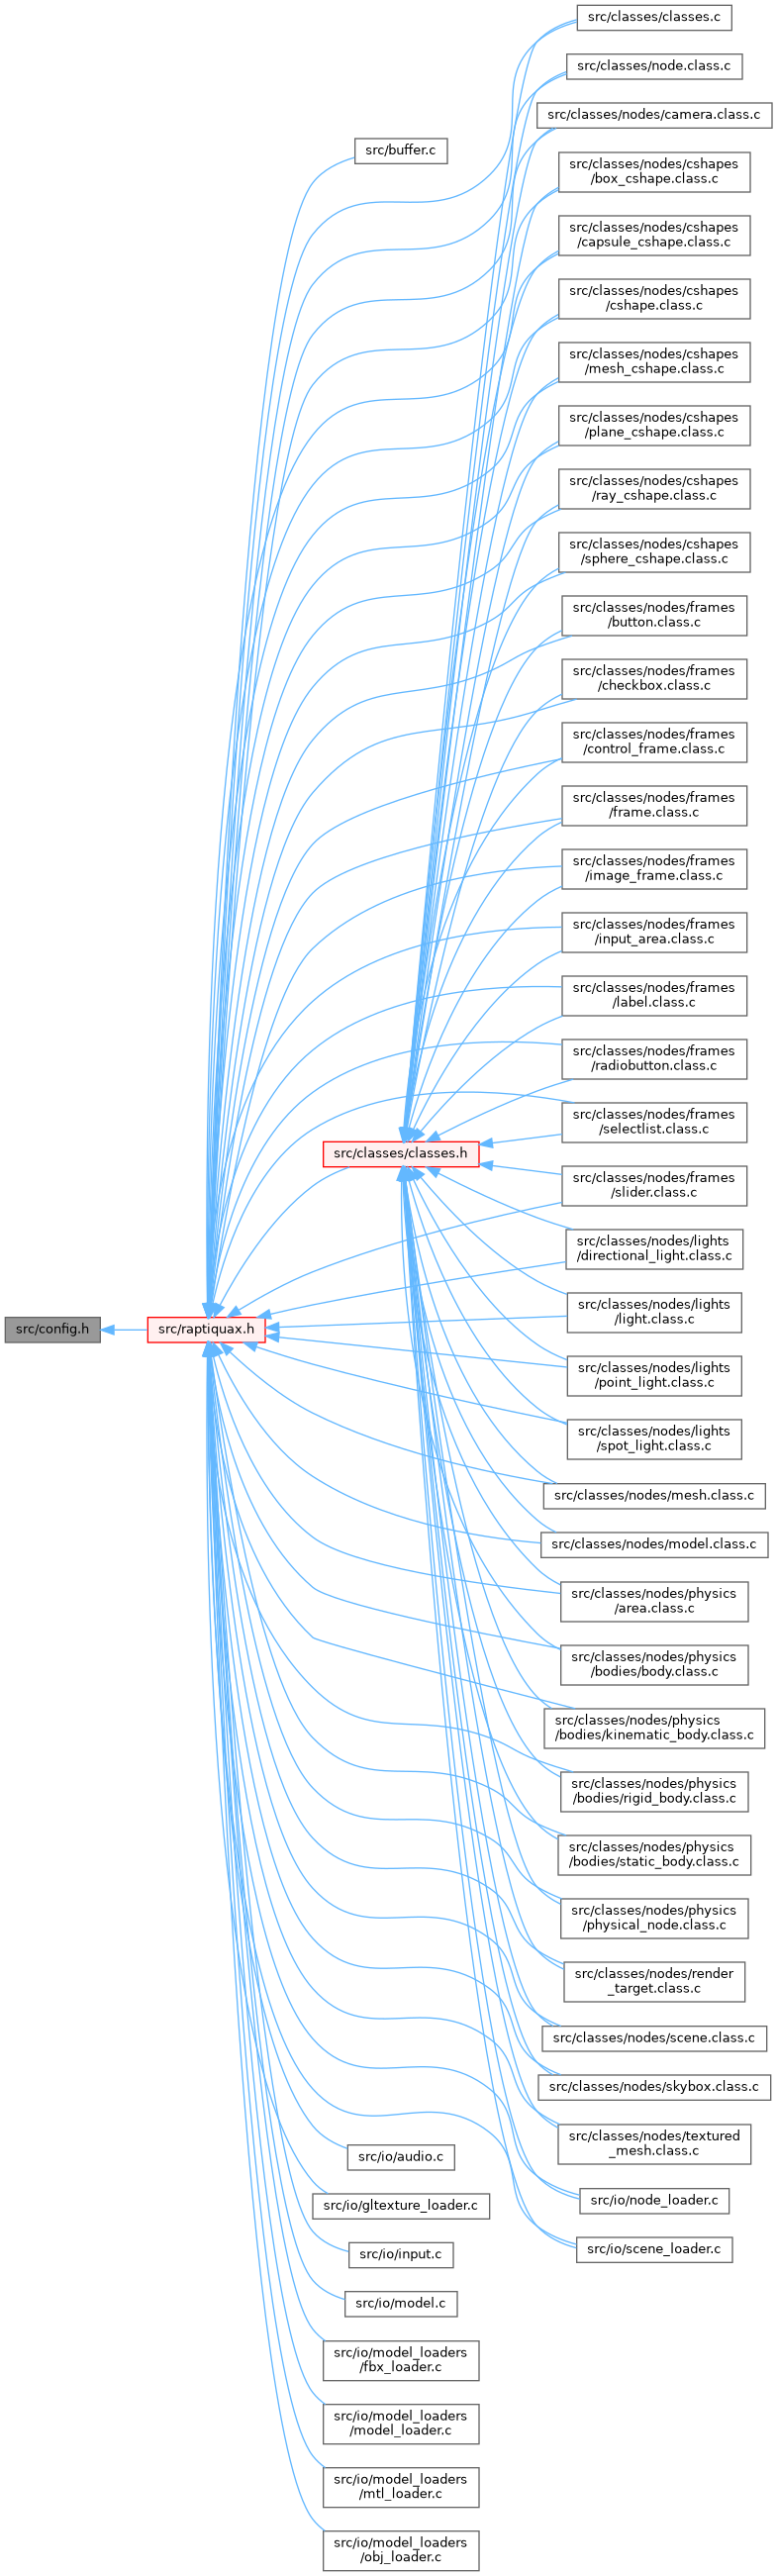 src/classes/classes.c
src/classes/node.class.c
src/classes/nodes/camera.class.c
src/buffer.c
src/classes/nodes/cshapes
/box_cshape.class.c
src/classes/nodes/cshapes
/capsule_cshape.class.c
src/classes/nodes/cshapes
/cshape.class.c
src/classes/nodes/cshapes
/mesh_cshape.class.c
src/classes/nodes/cshapes
/plane_cshape.class.c
src/classes/nodes/cshapes
/ray_cshape.class.c
src/classes/nodes/cshapes
/sphere_cshape.class.c
src/classes/nodes/frames
/button.class.c
src/classes/nodes/frames
/checkbox.class.c
src/classes/nodes/frames
/control_frame.class.c
src/classes/nodes/frames
/frame.class.c
src/classes/nodes/frames
/image_frame.class.c
src/classes/nodes/frames
/input_area.class.c
src/classes/nodes/frames
/label.class.c
src/classes/nodes/frames
/radiobutton.class.c
src/classes/nodes/frames
/selectlist.class.c
src/classes/classes.h
src/classes/nodes/frames
/slider.class.c
src/classes/nodes/lights
/directional_light.class.c
src/classes/nodes/lights
/light.class.c
src/config.h
src/raptiquax.h
src/classes/nodes/lights
/point_light.class.c
src/classes/nodes/lights
/spot_light.class.c
src/classes/nodes/mesh.class.c
src/classes/nodes/model.class.c
src/classes/nodes/physics
/area.class.c
src/classes/nodes/physics
/bodies/body.class.c
src/classes/nodes/physics
/bodies/kinematic_body.class.c
src/classes/nodes/physics
/bodies/rigid_body.class.c
src/classes/nodes/physics
/bodies/static_body.class.c
src/classes/nodes/physics
/physical_node.class.c
src/classes/nodes/render
_target.class.c
src/classes/nodes/scene.class.c
src/classes/nodes/skybox.class.c
src/classes/nodes/textured
_mesh.class.c
src/io/audio.c
src/io/node_loader.c
src/io/gltexture_loader.c
src/io/scene_loader.c
src/io/input.c
src/io/model.c
src/io/model_loaders
/fbx_loader.c
src/io/model_loaders
/model_loader.c
src/io/model_loaders
/mtl_loader.c
src/io/model_loaders
/obj_loader.c